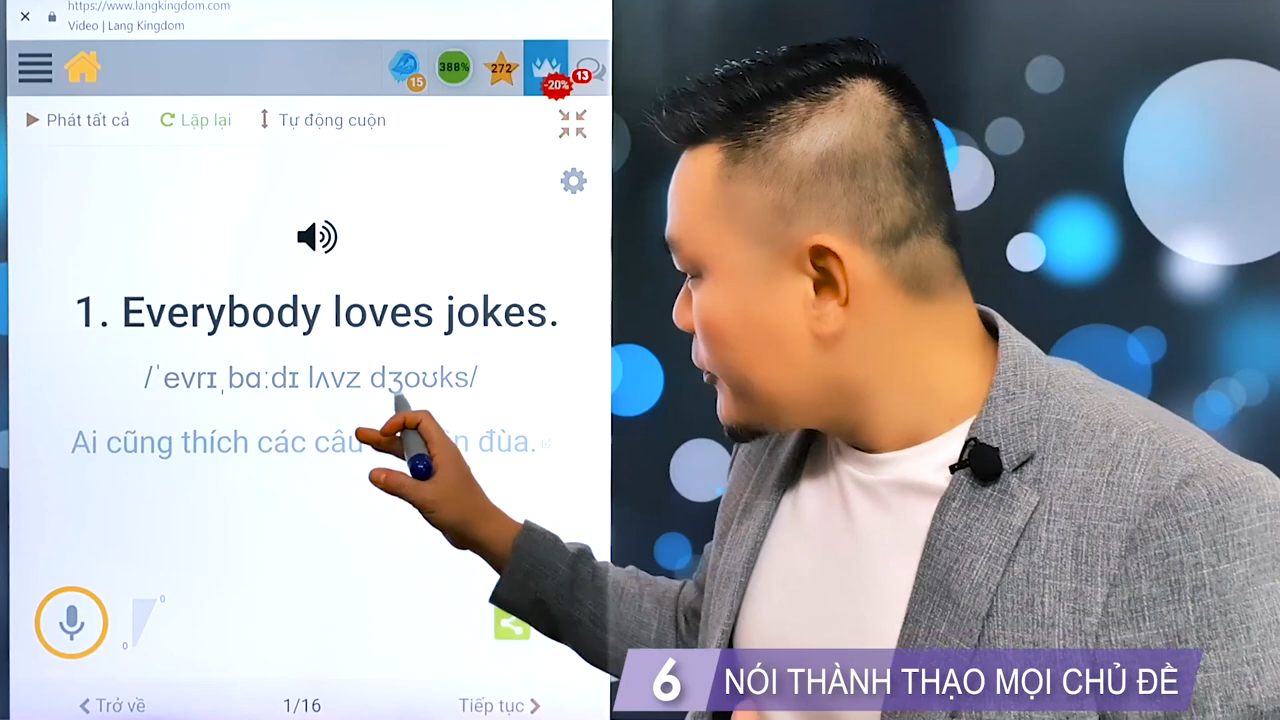 https://www.langkingdom.com
Video | Lang Kingdom
15
388%
272
-20%
13
Phát tất cả
Lặp lại
Tự động cuộn
1. Everybody loves jokes.
/ˈevrɪˌbɑːdɪ lʌvz dʒoʊks/
Ai cũng thích các câu đùa.
0
0
Trở về
1/16
Tiếp tục
6 NÓI THÀNH THẠO MỌI CHỦ ĐỀ